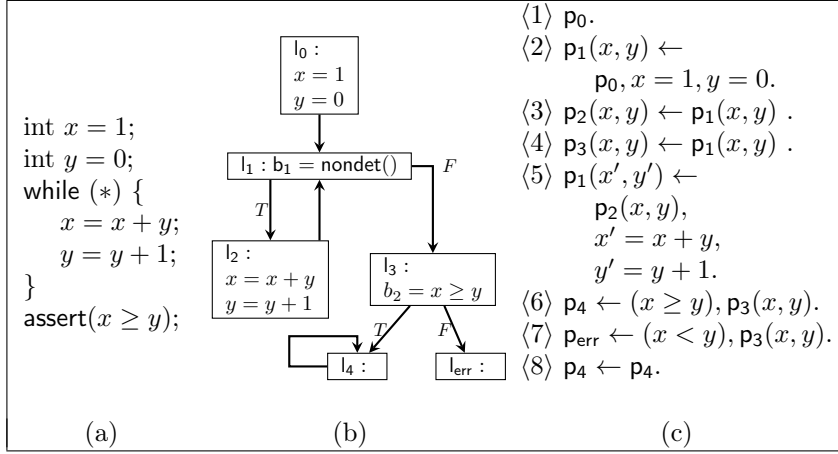 int x = 1;
int y = 0;
while (*) {
x = x + y;
y = y + 1;
}
assert(x ≥ y);
(a)
l₀ :
x = 1
y = 0
l₁ : b₁ = nondet()
T
F
l₂ :
x = x + y
y = y + 1
l₃ :
b₂ = x ≥ y
T
F
l₄ :
l_err :
(b)
⟨1⟩ p₀.
⟨2⟩ p₁(x, y) ←
p₀, x = 1, y = 0.
⟨3⟩ p₂(x, y) ← p₁(x, y) .
⟨4⟩ p₃(x, y) ← p₁(x, y) .
⟨5⟩ p₁(x′, y′) ←
p₂(x, y),
x′ = x + y,
y′ = y + 1.
⟨6⟩ p₄ ← (x ≥ y), p₃(x, y).
⟨7⟩ p_err ← (x < y), p₃(x, y).
⟨8⟩ p₄ ← p₄.
(c)